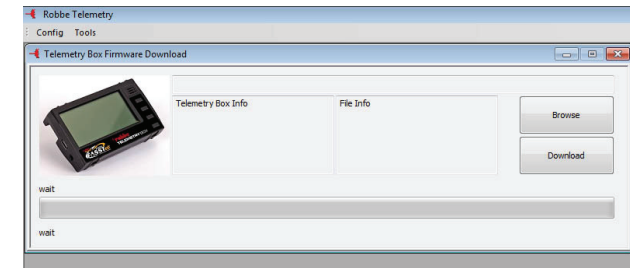 Robbe Telemetry
Config Tools
Telemetry Box Firmware Download
Telemetry Box Info File Info
Browse
Download
wait
wait